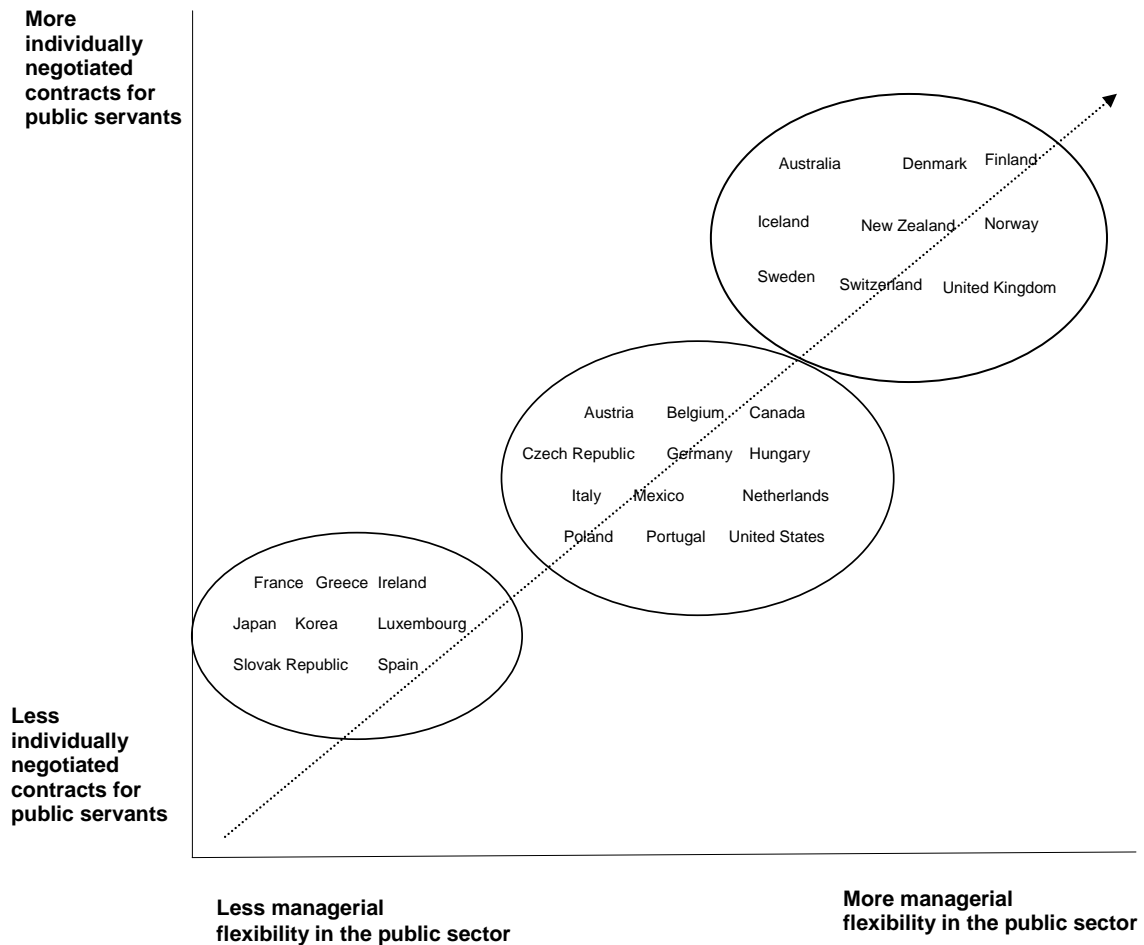 More
individually
negotiated
contracts for
public servants
Australia Denmark Finland
Iceland New Zealand Norway
Sweden Switzerland United Kingdom
Austria Belgium Canada
Czech Republic Germany Hungary
Italy Mexico Netherlands
Poland Portugal United States
France Greece Ireland
Japan Korea Luxembourg
Slovak Republic Spain
Less
individually
negotiated
contracts for
public servants
Less managerial
flexibility in the public sector
More managerial
flexibility in the public sector